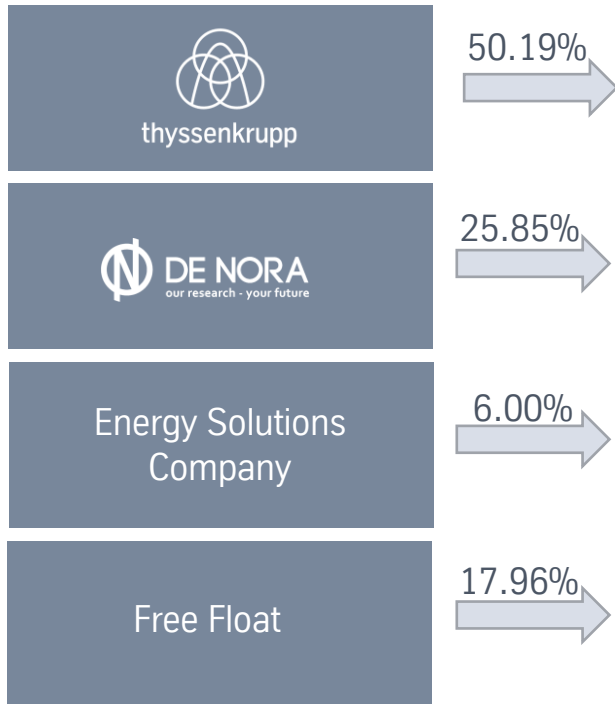 thyssenkrupp
50.19%
DE NORA
our research - your future
25.85%
Energy Solutions
Company
6.00%
Free Float
17.96%